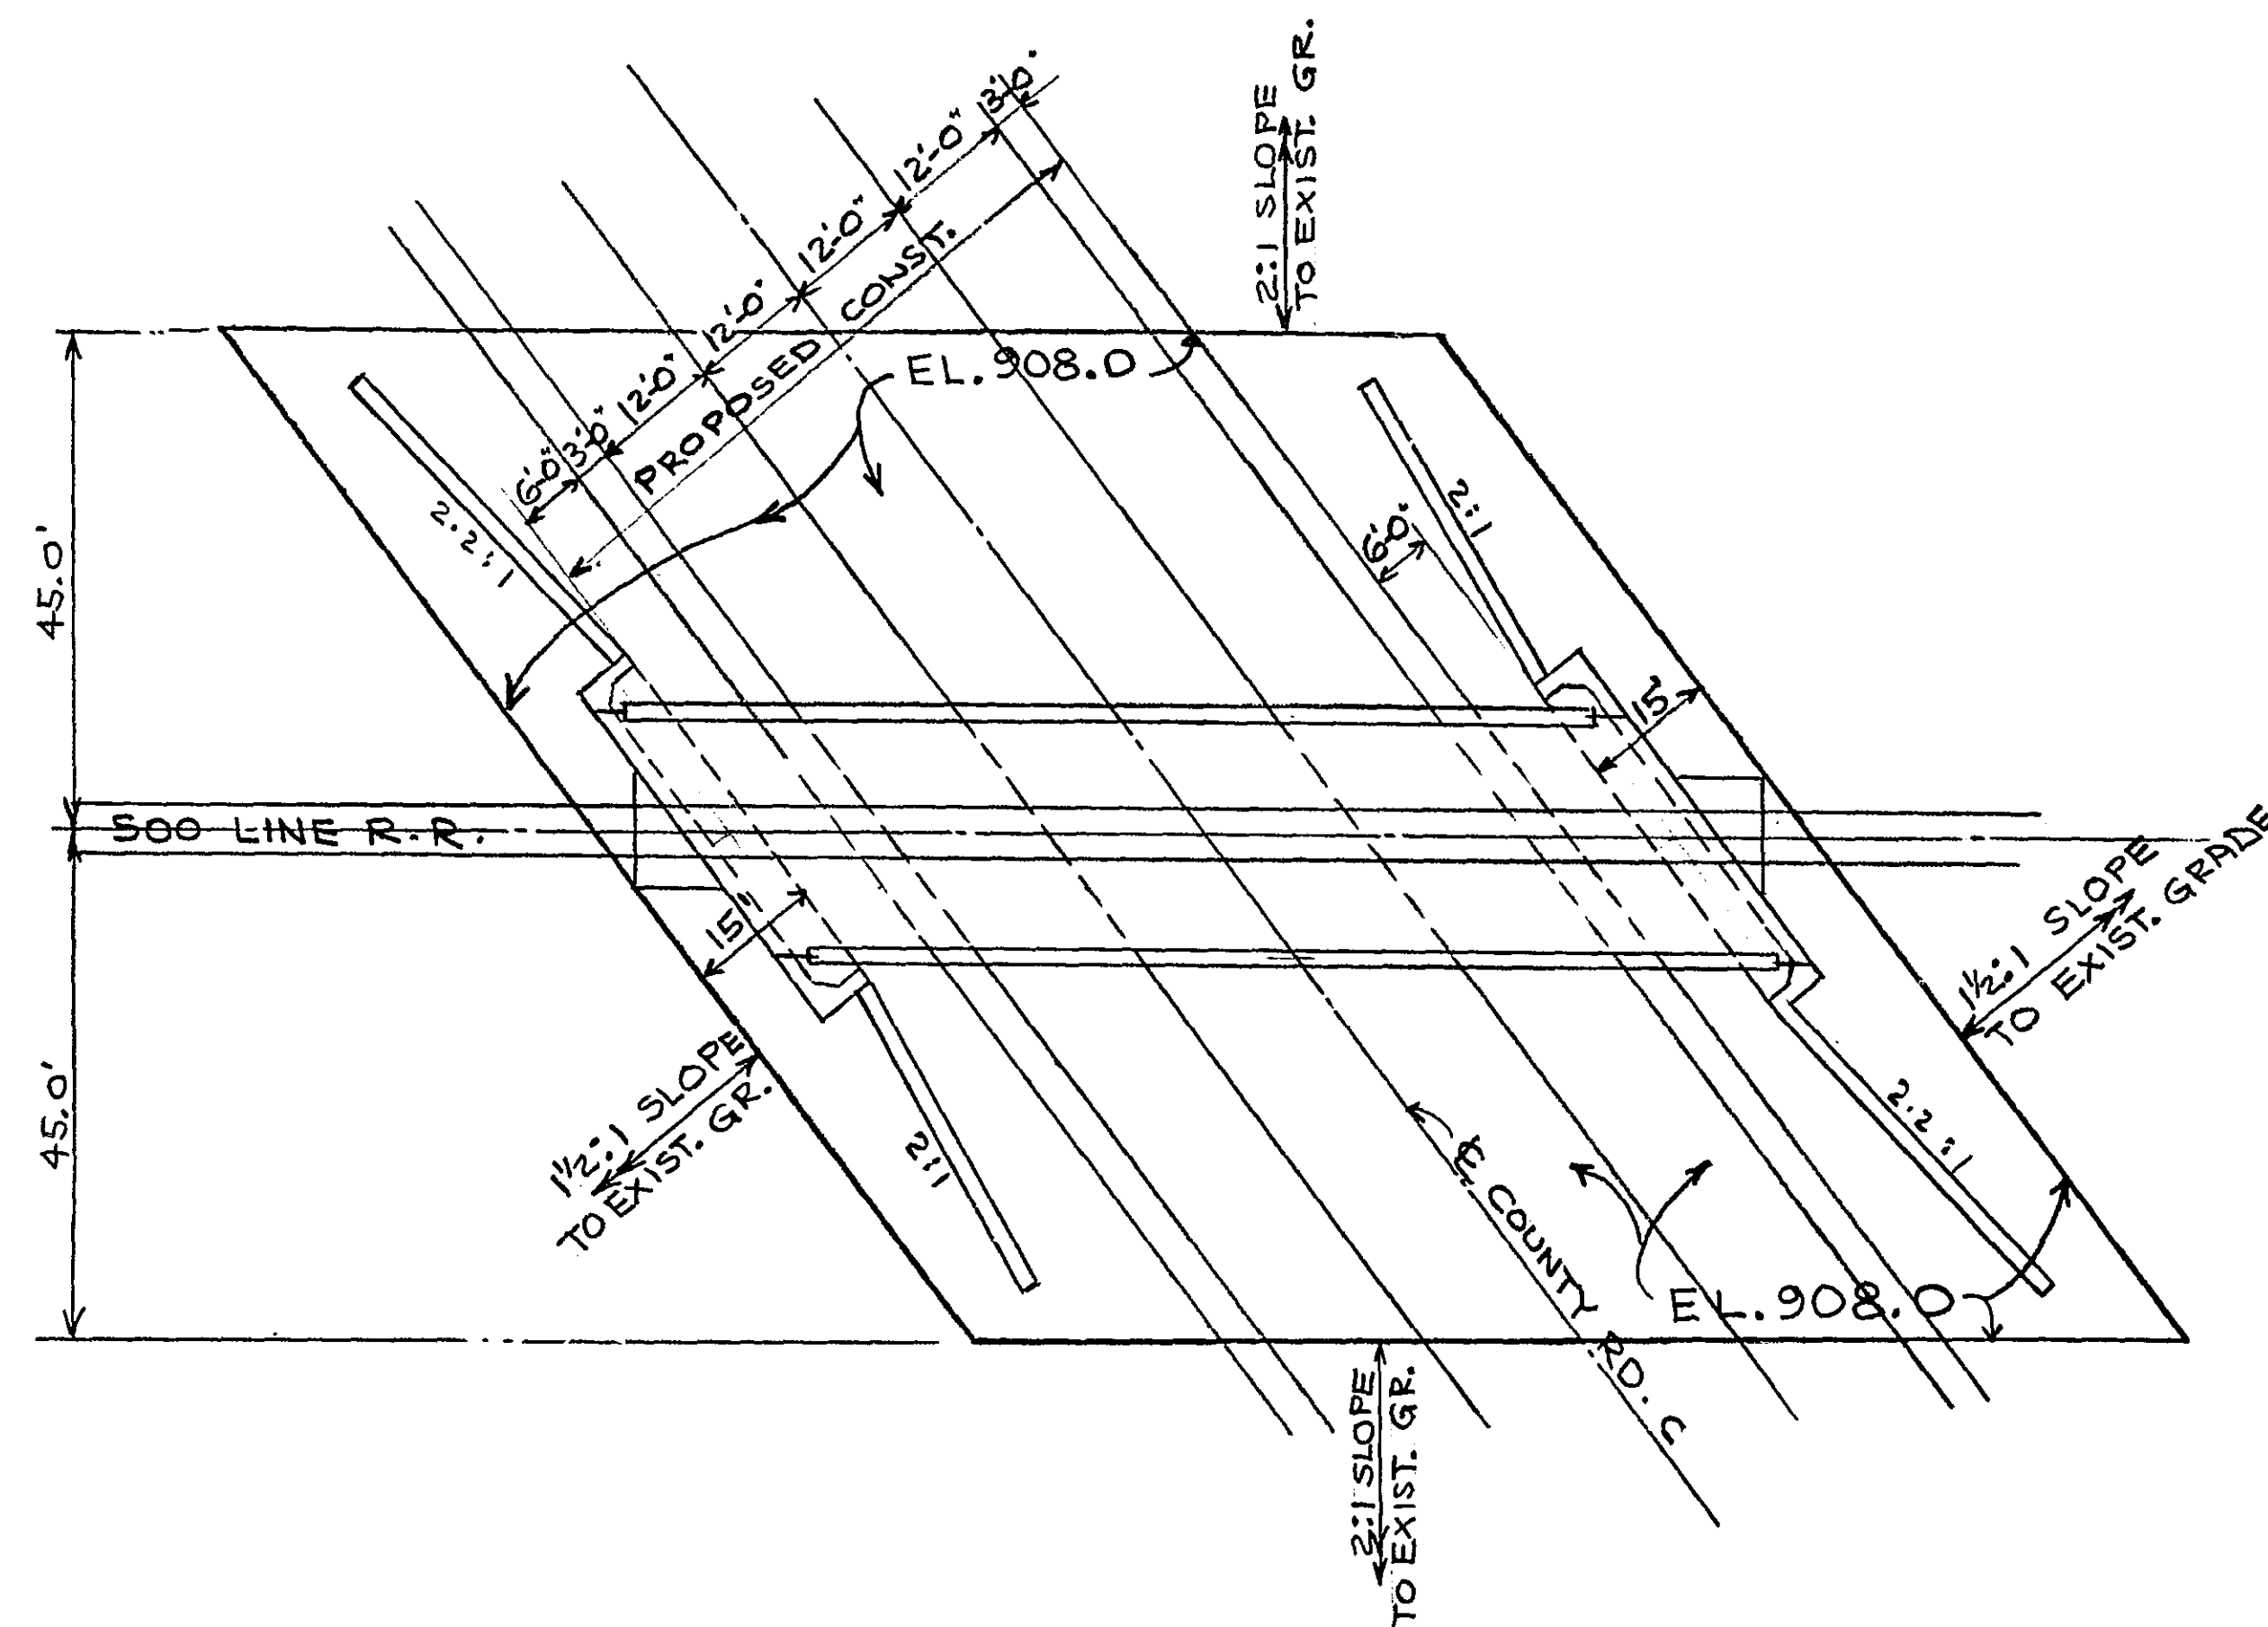 2:1 SLOPE
TO EXIST. GR.
3'-0"
12'-0"
12'-0"
12'-0"
12'-0"
3'-0"
6'-0"
PROPOSED CONST.
EL. 908.0
2.2:1
2:1
6'-0"
45.0'
15'
SOO LINE R.R.
15'
1½:1 SLOPE
TO EXIST. GRADE
45.0'
1½:1 SLOPE
TO EXIST. GR.
2:1
2.2:1
℄ COUNTY RD. C
EL. 908.0
2:1 SLOPE
TO EXIST. GR.